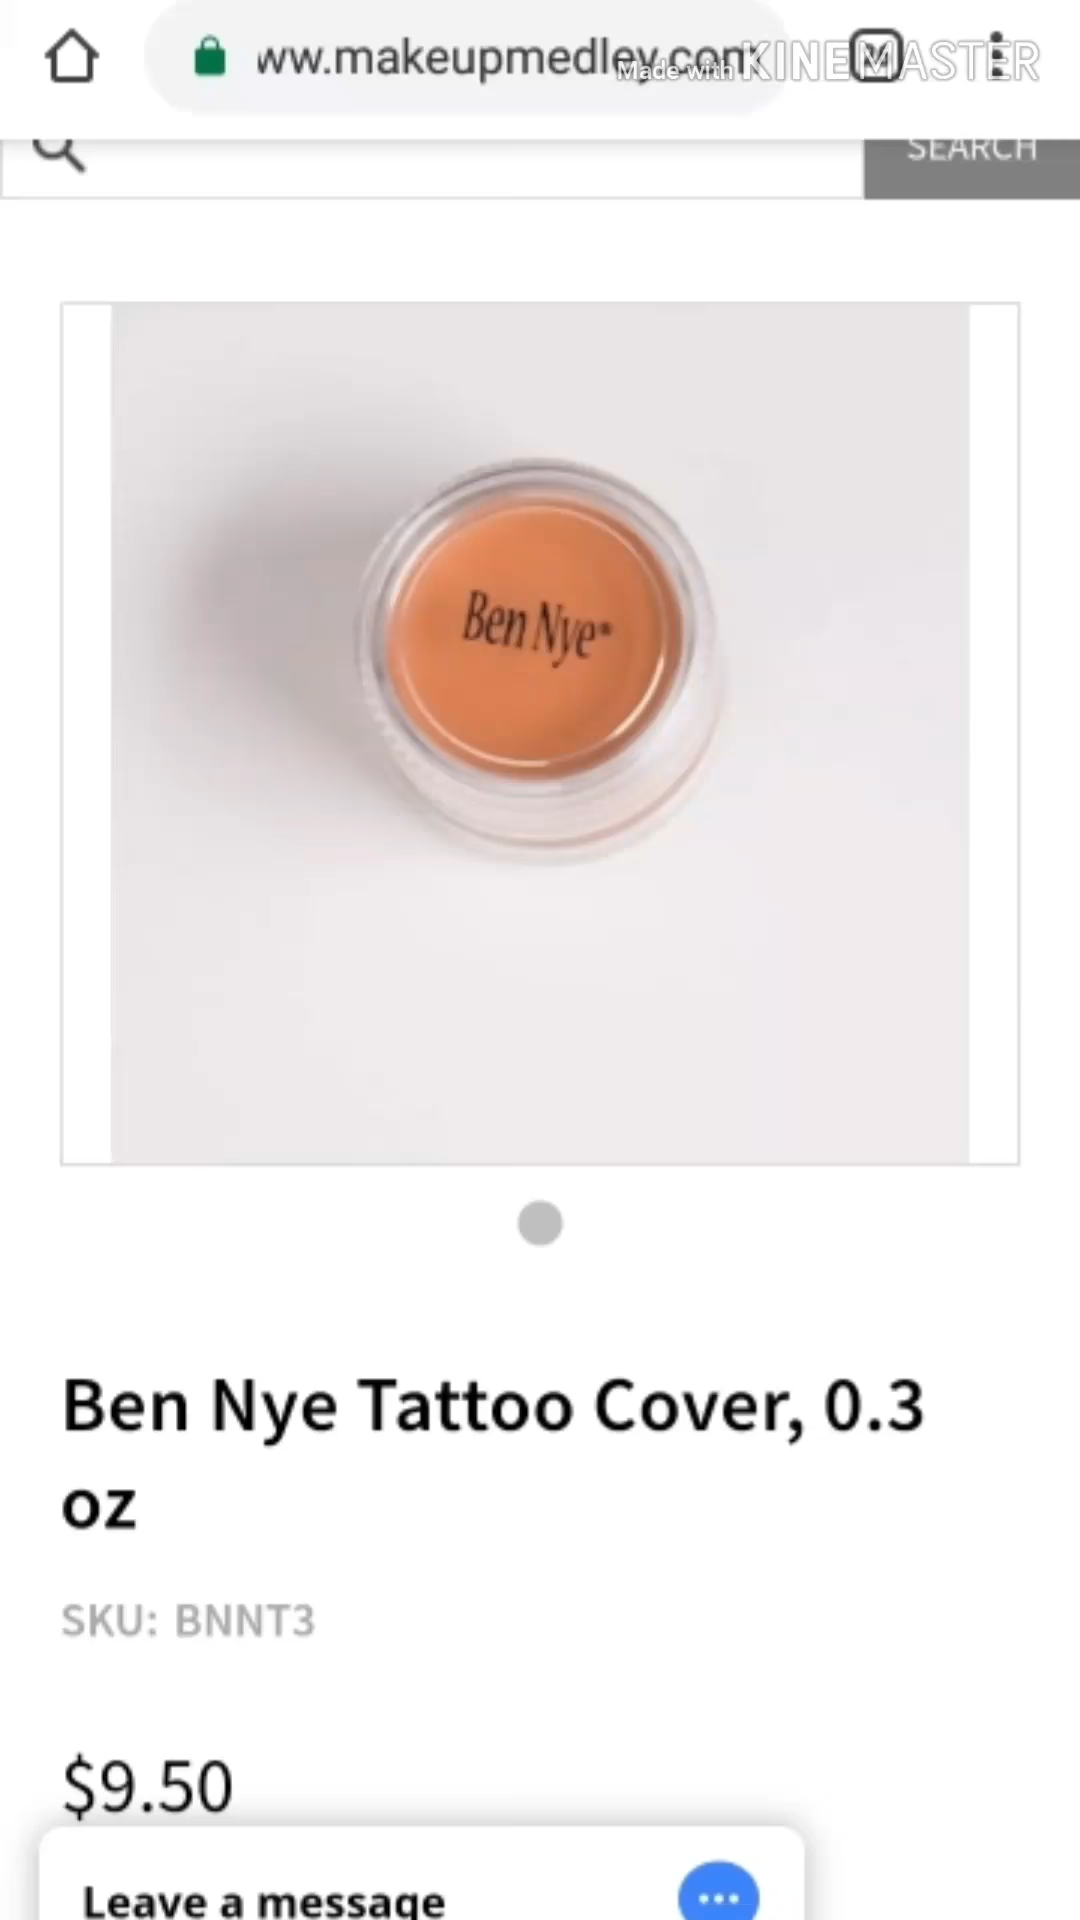 ww.makeupmedley.com
Made with KINEMASTER
SEARCH
Ben Nye
Ben Nye Tattoo Cover, 0.3
oz
SKU: BNNT3
$9.50
Leave a message